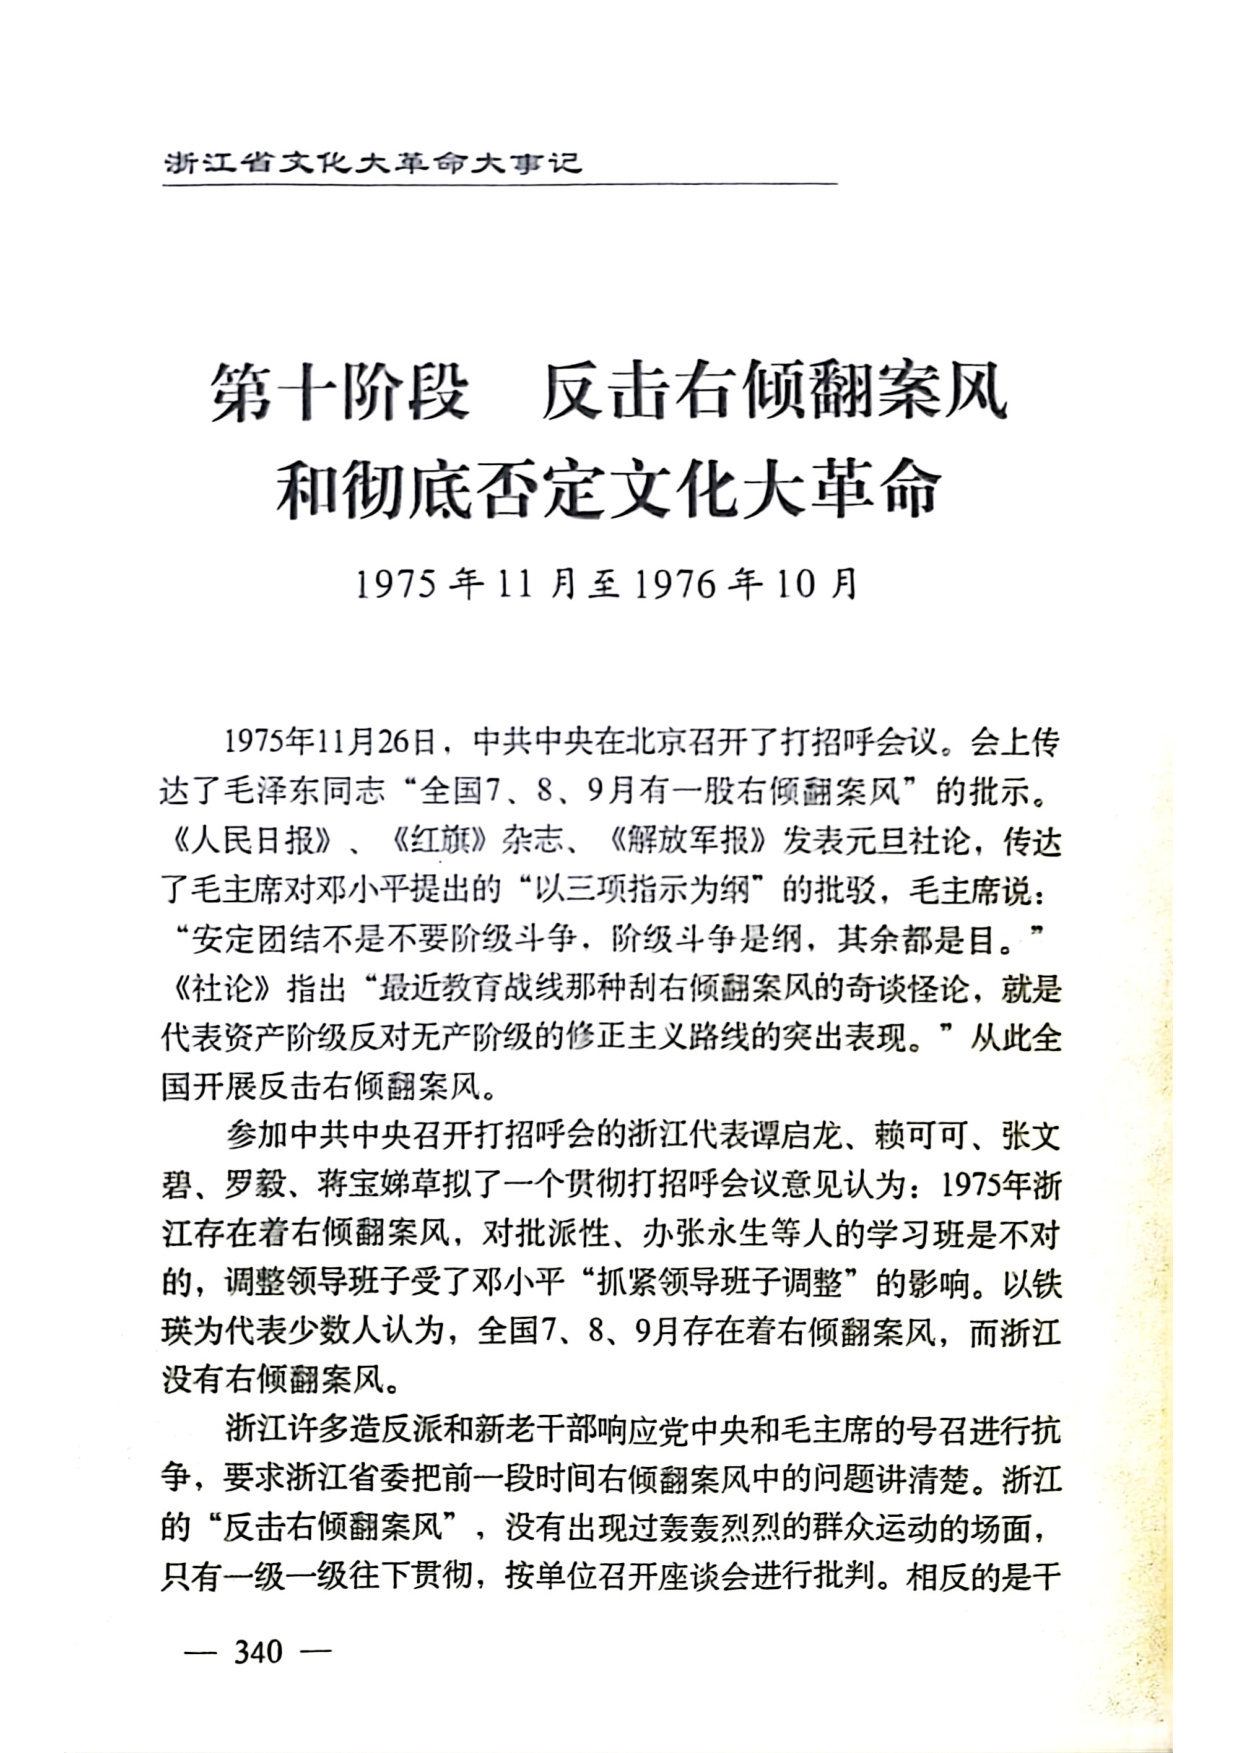 浙江省文化大革命大事记
第十阶段　反击右倾翻案风
和彻底否定文化大革命
1975年11月至1976年10月
1975年11月26日，中共中央在北京召开了打招呼会议。会上传
达了毛泽东同志“全国7、8、9月有一股右倾翻案风”的批示。
《人民日报》、《红旗》杂志、《解放军报》发表元旦社论，传达
了毛主席对邓小平提出的“以三项指示为纲”的批驳，毛主席说：
“安定团结不是不要阶级斗争，阶级斗争是纲，其余都是目。”
《社论》指出“最近教育战线那种刮右倾翻案风的奇谈怪论，就是
代表资产阶级反对无产阶级的修正主义路线的突出表现。”从此全
国开展反击右倾翻案风。
参加中共中央召开打招呼会的浙江代表谭启龙、赖可可、张文
碧、罗毅、蒋宝娣草拟了一个贯彻打招呼会议意见认为：1975年浙
江存在着右倾翻案风，对批派性、办张永生等人的学习班是不对
的，调整领导班子受了邓小平“抓紧领导班子调整”的影响。以铁
瑛为代表少数人认为，全国7、8、9月存在着右倾翻案风，而浙江
没有右倾翻案风。
浙江许多造反派和新老干部响应党中央和毛主席的号召进行抗
争，要求浙江省委把前一段时间右倾翻案风中的问题讲清楚。浙江
的“反击右倾翻案风”，没有出现过轰轰烈烈的群众运动的场面，
只有一级一级往下贯彻，按单位召开座谈会进行批判。相反的是干
— 340 —